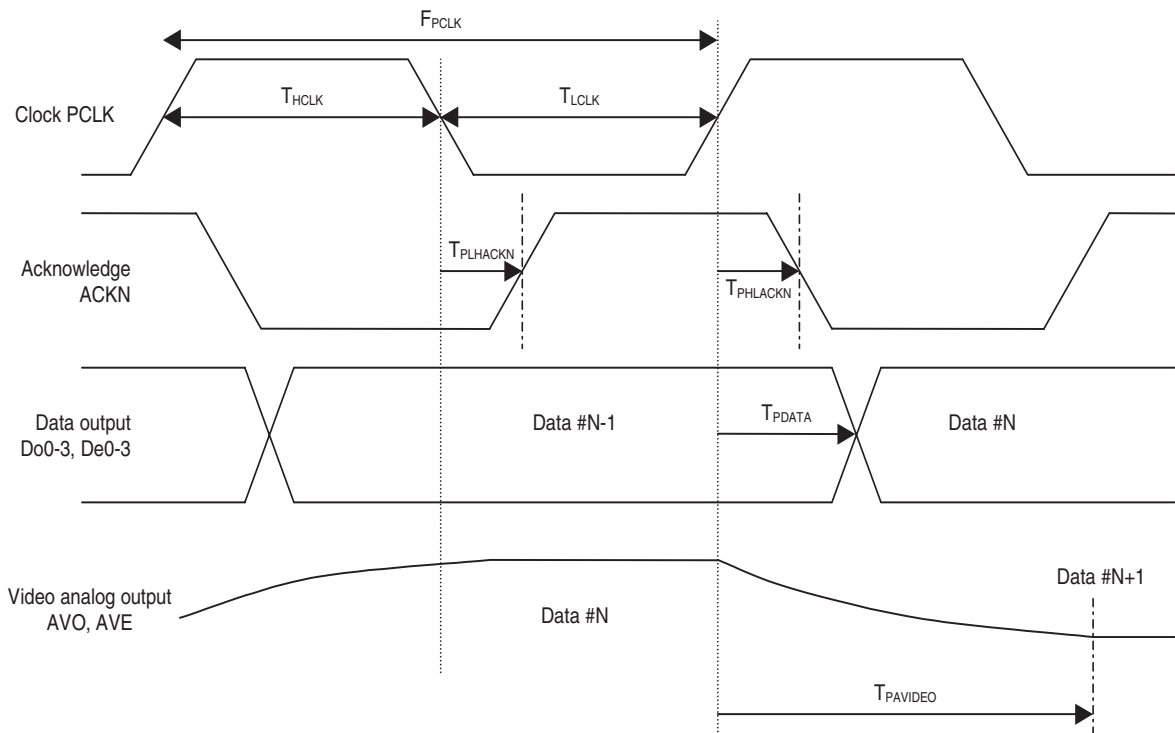 FPCLK
Clock PCLK
THCLK
TLCLK
Acknowledge
ACKN
TPLHACKN
TPHLACKN
Data output
Do0-3, De0-3
Data #N-1
TPDATA
Data #N
Video analog output
AVO, AVE
Data #N
Data #N+1
TPAVIDEO